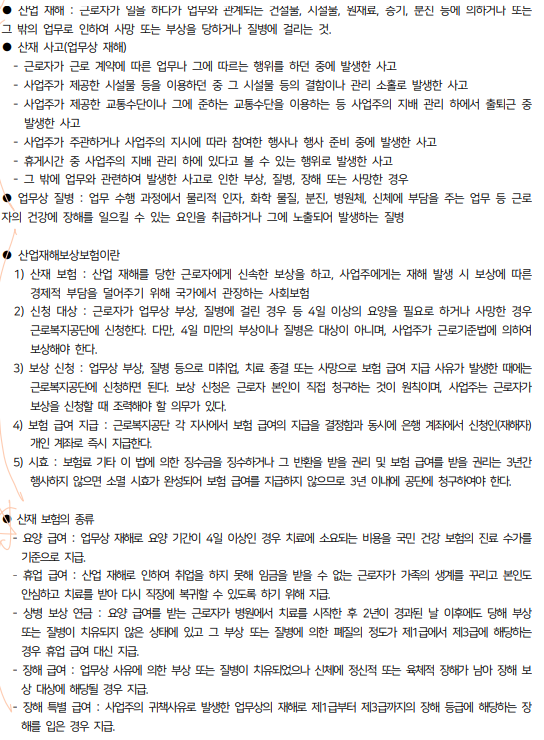 ● 산업 재해 : 근로자가 일을 하다가 업무와 관계되는 건설물, 시설물, 원재료, 증기, 분진 등에 의하거나 또는
그 밖의 업무로 인하여 사망 또는 부상을 당하거나 질병에 걸리는 것.
● 산재 사고(업무상 재해)
- 근로자가 근로 계약에 따른 업무나 그에 따르는 행위를 하던 중에 발생한 사고
- 사업주가 제공한 시설물 등을 이용하던 중 그 시설물 등의 결함이나 관리 소홀로 발생한 사고
- 사업주가 제공한 교통수단이나 그에 준하는 교통수단을 이용하는 등 사업주의 지배 관리 하에서 출퇴근 중
발생한 사고
- 사업주가 주관하거나 사업주의 지시에 따라 참여한 행사나 행사 준비 중에 발생한 사고
- 휴게시간 중 사업주의 지배 관리 하에 있다고 볼 수 있는 행위로 발생한 사고
- 그 밖에 업무와 관련하여 발생한 사고로 인한 부상, 질병, 장해 또는 사망한 경우
● 업무상 질병 : 업무 수행 과정에서 물리적 인자, 화학 물질, 분진, 병원체, 신체에 부담을 주는 업무 등 근로
자의 건강에 장해를 일으킬 수 있는 요인을 취급하거나 그에 노출되어 발생하는 질병
● 산업재해보상보험이란
1) 산재 보험 : 산업 재해를 당한 근로자에게 신속한 보상을 하고, 사업주에게는 재해 발생 시 보상에 따른
경제적 부담을 덜어주기 위해 국가에서 관장하는 사회보험
2) 신청 대상 : 근로자가 업무상 부상, 질병에 걸린 경우 등 4일 이상의 요양을 필요로 하거나 사망한 경우
근로복지공단에 신청한다. 다만, 4일 미만의 부상이나 질병은 대상이 아니며, 사업주가 근로기준법에 의하여
보상해야 한다.
3) 보상 신청 : 업무상 부상, 질병 등으로 미취업, 치료 종결 또는 사망으로 보험 급여 지급 사유가 발생한 때에는
근로복지공단에 신청하면 된다. 보상 신청은 근로자 본인이 직접 청구하는 것이 원칙이며, 사업주는 근로자가
보상을 신청할 때 조력해야 할 의무가 있다.
4) 보험 급여 지급 : 근로복지공단 각 지사에서 보험 급여의 지급을 결정함과 동시에 은행 계좌에서 신청인(재해자)
개인 계좌로 즉시 지급한다.
5) 시효 : 보험료 기타 이 법에 의한 징수금을 징수하거나 그 반환을 받을 권리 및 보험 급여를 받을 권리는 3년간
행사하지 않으면 소멸 시효가 완성되어 보험 급여를 지급하지 않으므로 3년 이내에 공단에 청구하여야 한다.
● 산재 보험의 종류
- 요양 급여 : 업무상 재해로 요양 기간이 4일 이상인 경우 치료에 소요되는 비용을 국민 건강 보험의 진료 수가를
기준으로 지급.
- 휴업 급여 : 산업 재해로 인하여 취업을 하지 못해 임금을 받을 수 없는 근로자가 가족의 생계를 꾸리고 본인도
안심하고 치료를 받아 다시 직장에 복귀할 수 있도록 하기 위해 지급.
- 상병 보상 연금 : 요양 급여를 받는 근로자가 병원에서 치료를 시작한 후 2년이 경과된 날 이후에도 당해 부상
또는 질병이 치유되지 않은 상태에 있고 그 부상 또는 질병에 의한 폐질의 정도가 제1급에서 제3급에 해당하는
경우 휴업 급여 대신 지급.
- 장해 급여 : 업무상 사유에 의한 부상 또는 질병이 치유되었으나 신체에 정신적 또는 육체적 장해가 남아 장해 보
상 대상에 해당될 경우 지급.
- 장해 특별 급여 : 사업주의 귀책사유로 발생한 업무상의 재해로 제1급부터 제3급까지의 장해 등급에 해당하는 장
해를 입은 경우 지급.